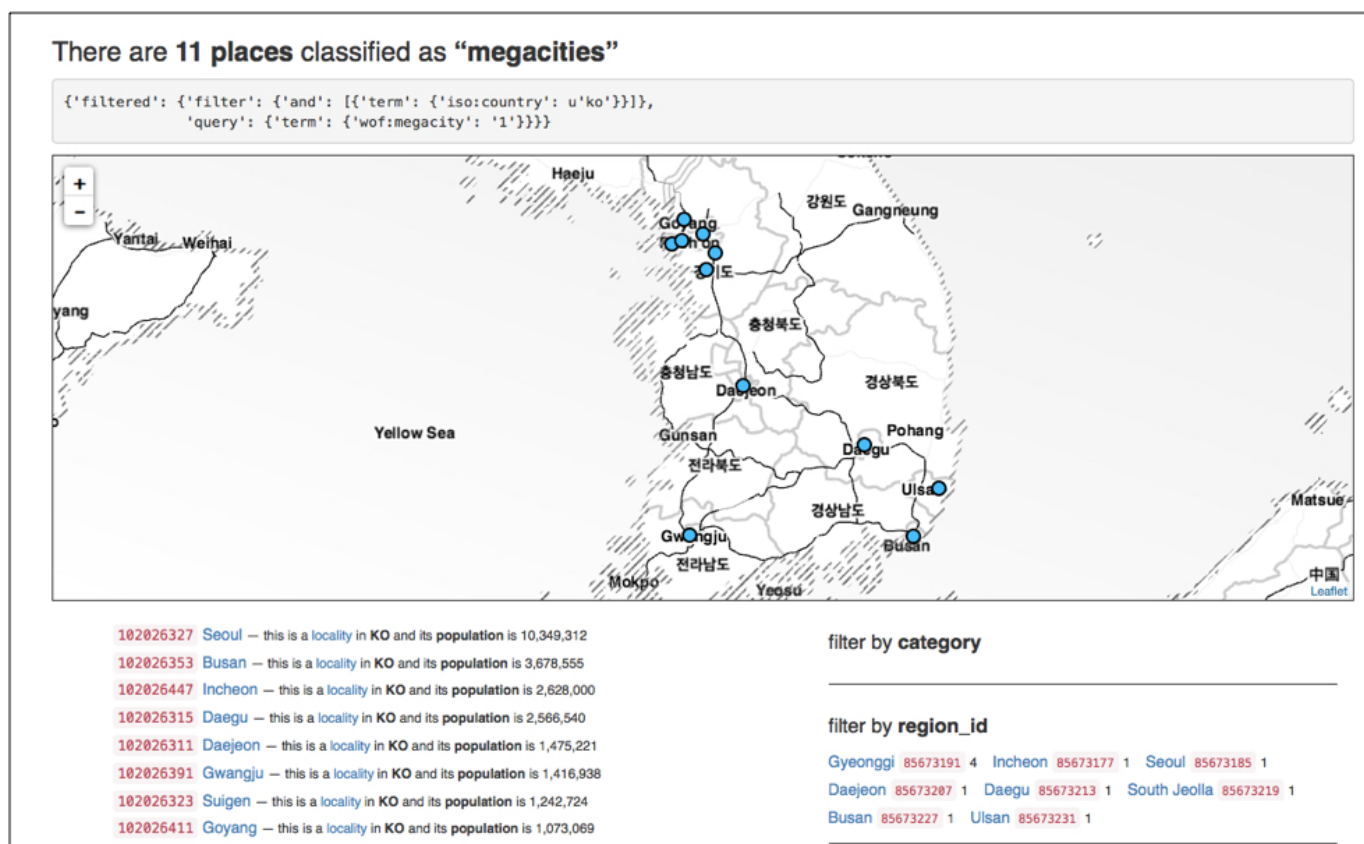 There are 11 places classified as “megacities”
{'filtered': {'filter': {'and': [{'term': {'iso:country': u'ko'}}]},
'query': {'term': {'wof:megacity': '1'}}}}
+
−
Haeju
강원도
Gangneung
Goyang
Yantai
Weihai
yang
충청북도
충청남도
Daejeon
경상북도
Yellow Sea
Gunsan
Pohang
Daegu
전라북도
Ulsa
Matsue
경상남도
Gwangju
Busan
전라남도
Mokpo
Yeosu
中国
Leaflet
102026327 Seoul — this is a locality in KO and its population is 10,349,312
102026353 Busan — this is a locality in KO and its population is 3,678,555
102026447 Incheon — this is a locality in KO and its population is 2,628,000
102026315 Daegu — this is a locality in KO and its population is 2,566,540
102026311 Daejeon — this is a locality in KO and its population is 1,475,221
102026391 Gwangju — this is a locality in KO and its population is 1,416,938
102026323 Suigen — this is a locality in KO and its population is 1,242,724
102026411 Goyang — this is a locality in KO and its population is 1,073,069
filter by category
filter by region_id
Gyeonggi 85673191 4 Incheon 85673177 1 Seoul 85673185 1
Daejeon 85673207 1 Daegu 85673213 1 South Jeolla 85673219 1
Busan 85673227 1 Ulsan 85673231 1